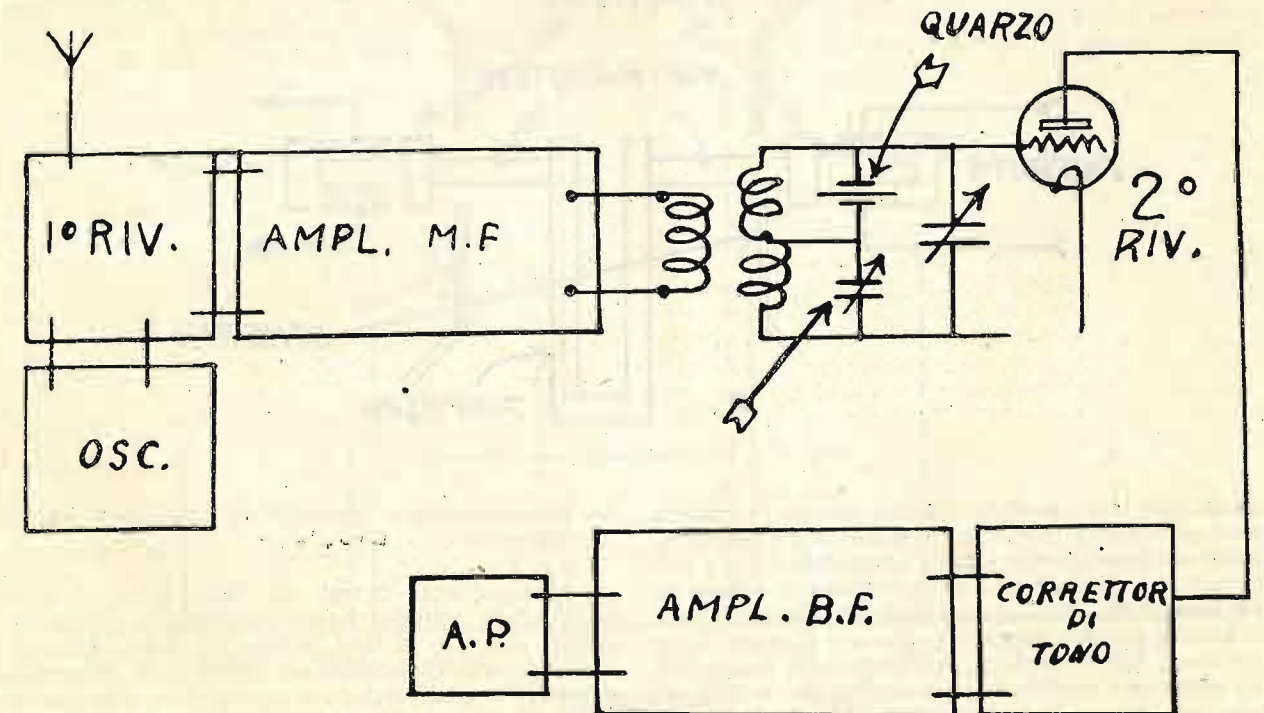 QUARZO
1° RIV.
AMPL. M.F
2°
RIV.
OSC.
A.P.
AMPL. B.F.
CORRETTOR
DI
TONO